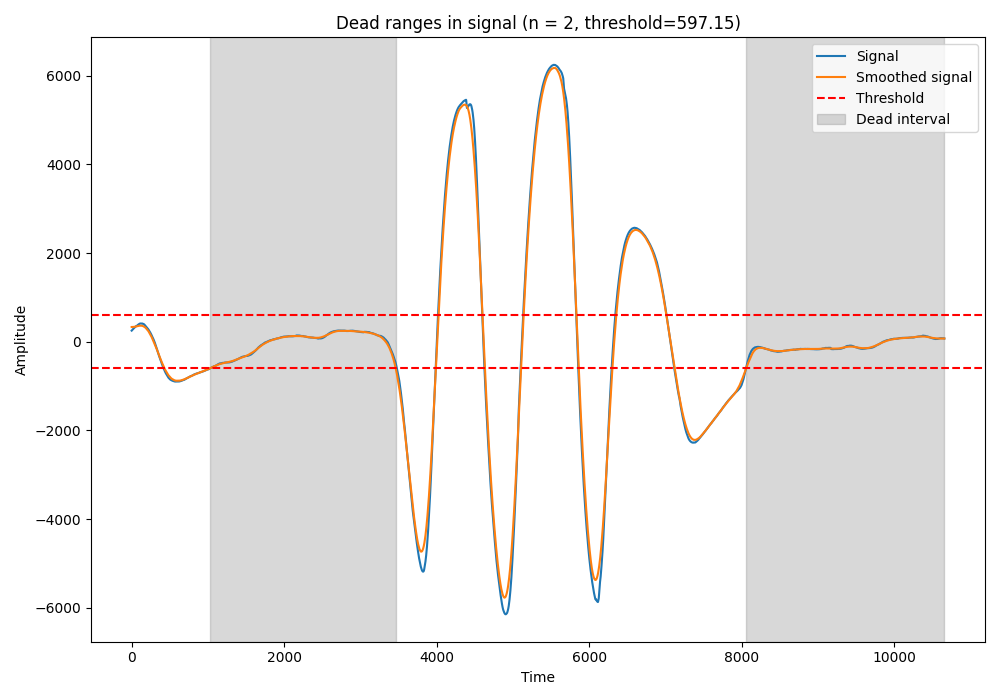 Dead ranges in signal (n = 2, threshold=597.15)
Signal
Smoothed signal
Threshold
Dead interval
6000
4000
2000
0
−2000
−4000
−6000
Amplitude
0 2000 4000 6000 8000 10000
Time